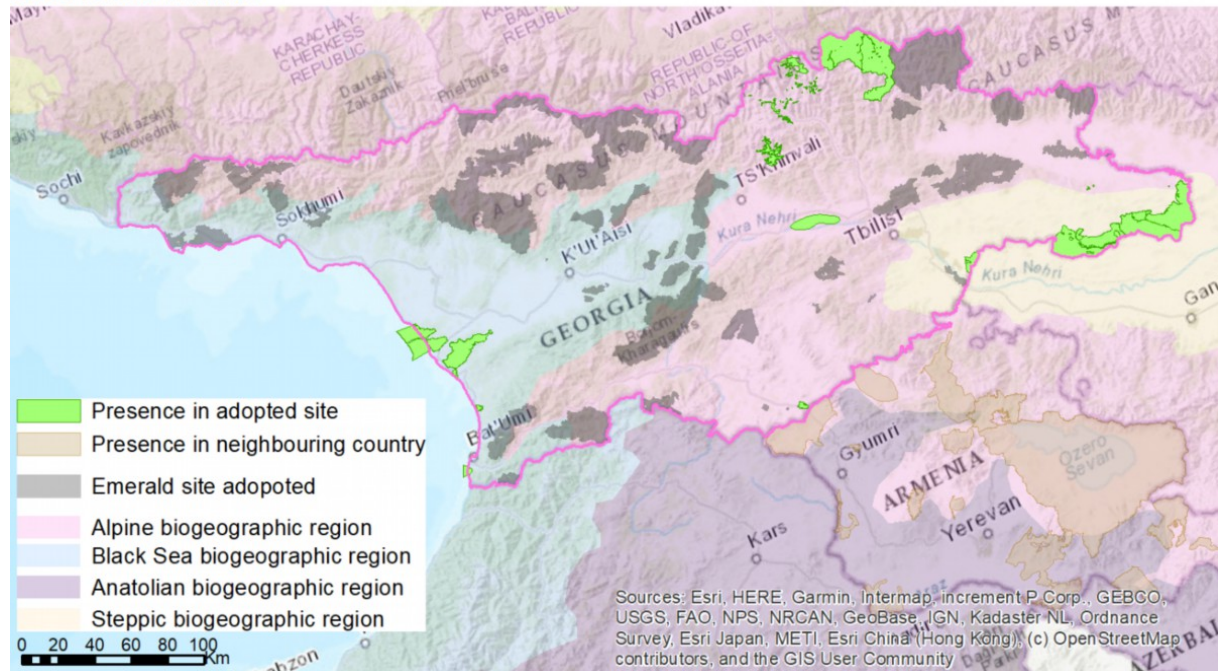 KARACHAY-
CHERKESS
REPUBLIC
Vladika
REPUBLIC OF
NORTH OSSETIA-
ALANIA
Dautskiy
Zakaznik
Kavkazskiy
zapovednik
CAUCASUS MOUNTAINS
CAUCASUS
Sochi
Sokhumi
Ts'Khinvali
Kura Nehri
Tbilisi
K'Ut'Aisi
GEORGIA
Kura Nehri
Gan
Borjom-
kharagauris
Bat'Umi
Gyumri
Ozero
Sevan
ARMENIA
Yerevan
Kars
abzon
ZERBAI
Presence in adopted site
Presence in neighbouring country
Emerald site adopoted
Alpine biogeographic region
Black Sea biogeographic region
Anatolian biogeographic region
Steppic biogeographic region
0 20 40 60 80 100
Km
Sources: Esri, HERE, Garmin, Intermap, increment P Corp., GEBCO,
USGS, FAO, NPS, NRCAN, GeoBase, IGN, Kadaster NL, Ordnance
Survey, Esri Japan, METI, Esri China (Hong Kong), (c) OpenStreetMap
contributors, and the GIS User Community